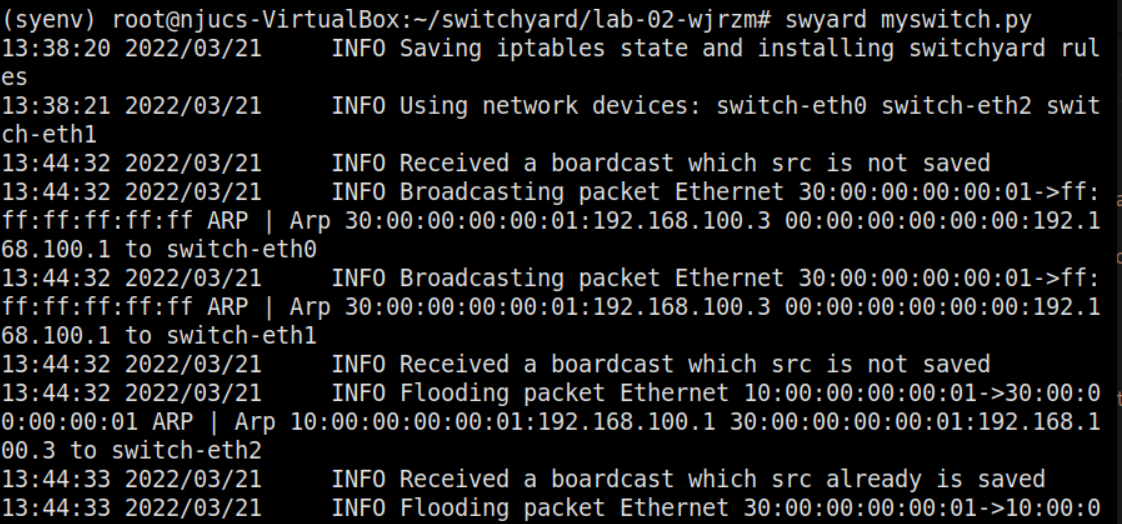 (syenv) root@njucs-VirtualBox:~/switchyard/lab-02-wjrzm# swyard myswitch.py
13:38:20 2022/03/21     INFO Saving iptables state and installing switchyard rul
es
13:38:21 2022/03/21     INFO Using network devices: switch-eth0 switch-eth2 swit
ch-eth1
13:44:32 2022/03/21     INFO Received a boardcast which src is not saved
13:44:32 2022/03/21     INFO Broadcasting packet Ethernet 30:00:00:00:00:01->ff:
ff:ff:ff:ff:ff ARP | Arp 30:00:00:00:00:01:192.168.100.3 00:00:00:00:00:00:192.1
68.100.1 to switch-eth0
13:44:32 2022/03/21     INFO Broadcasting packet Ethernet 30:00:00:00:00:01->ff:
ff:ff:ff:ff:ff ARP | Arp 30:00:00:00:00:01:192.168.100.3 00:00:00:00:00:00:192.1
68.100.1 to switch-eth1
13:44:32 2022/03/21     INFO Received a boardcast which src is not saved
13:44:32 2022/03/21     INFO Flooding packet Ethernet 10:00:00:00:00:01->30:00:0
0:00:00:01 ARP | Arp 10:00:00:00:00:01:192.168.100.1 30:00:00:00:00:01:192.168.1
00.3 to switch-eth2
13:44:33 2022/03/21     INFO Received a boardcast which src already is saved
13:44:33 2022/03/21     INFO Flooding packet Ethernet 30:00:00:00:00:01->10:00:0